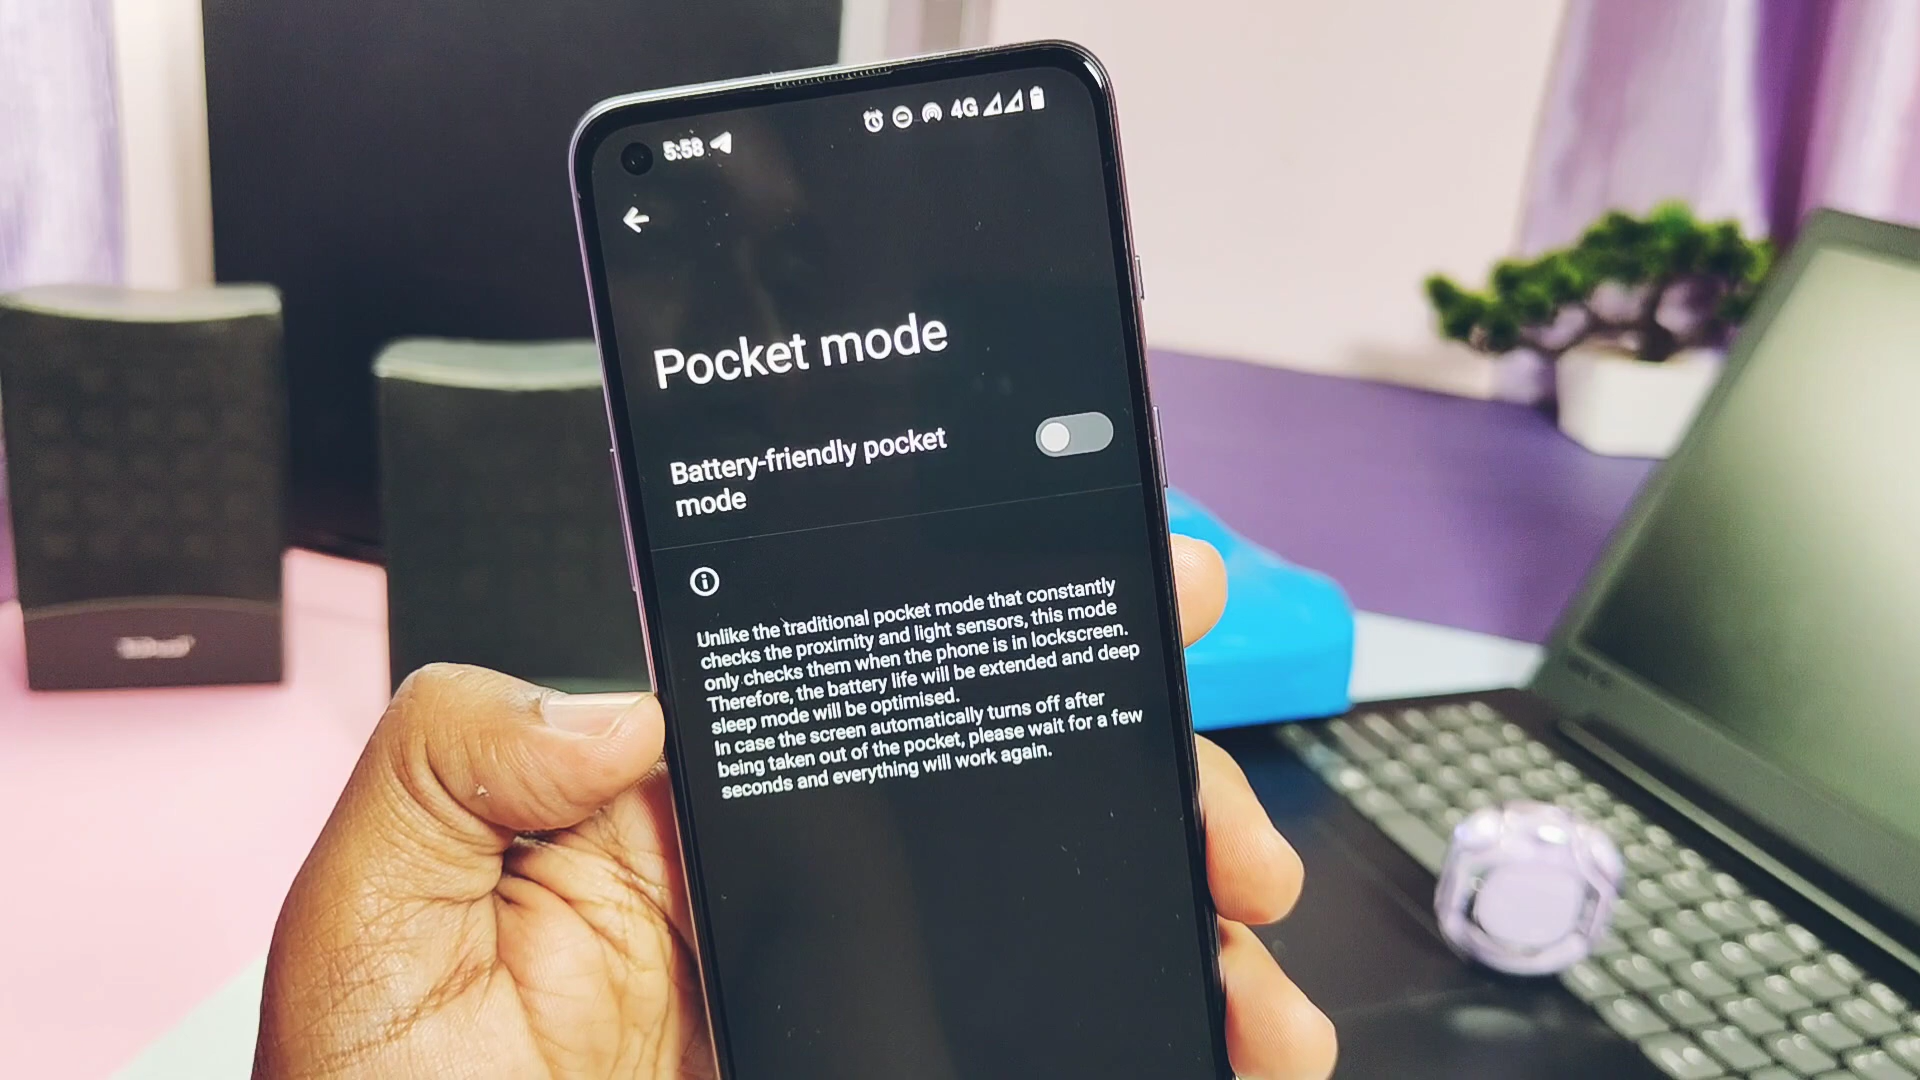 5:58
4G
Pocket mode
Battery-friendly pocket
mode
Unlike the traditional pocket mode that constantly
checks the proximity and light sensors, this mode
only checks them when the phone is in lockscreen.
Therefore, the battery life will be extended and deep
sleep mode will be optimised.
In case the screen automatically turns off after
being taken out of the pocket, please wait for a few
seconds and everything will work again.